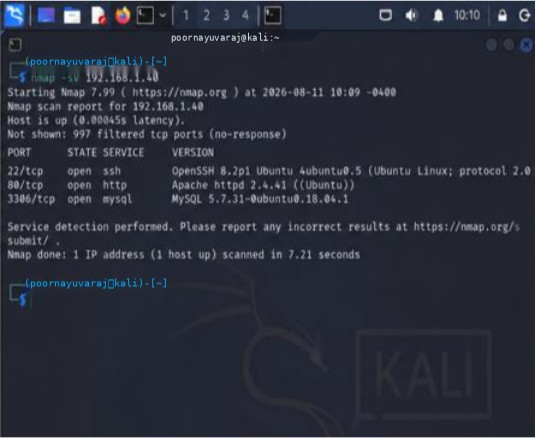 1 2 3 4 10:10
poornayuvaraj@kali:~
(poornayuvaraj㉿kali)-[~]
$ nmap -sV 192.168.1.40
Starting Nmap 7.99 ( https://nmap.org ) at 2026-08-11 10:09 -0400
Nmap scan report for 192.168.1.40
Host is up (0.00045s latency).
Not shown: 997 filtered tcp ports (no-response)
PORT STATE SERVICE VERSION
22/tcp open ssh OpenSSH 8.2p1 Ubuntu 4ubuntu0.5 (Ubuntu Linux; protocol 2.0
80/tcp open http Apache httpd 2.4.41 ((Ubuntu))
3306/tcp open mysql MySQL 5.7.31-0ubuntu0.18.04.1
Service detection performed. Please report any incorrect results at https://nmap.org/s
submit/ .
Nmap done: 1 IP address (1 host up) scanned in 7.21 seconds
(poornayuvaraj㉿kali)-[~]
$
KALI